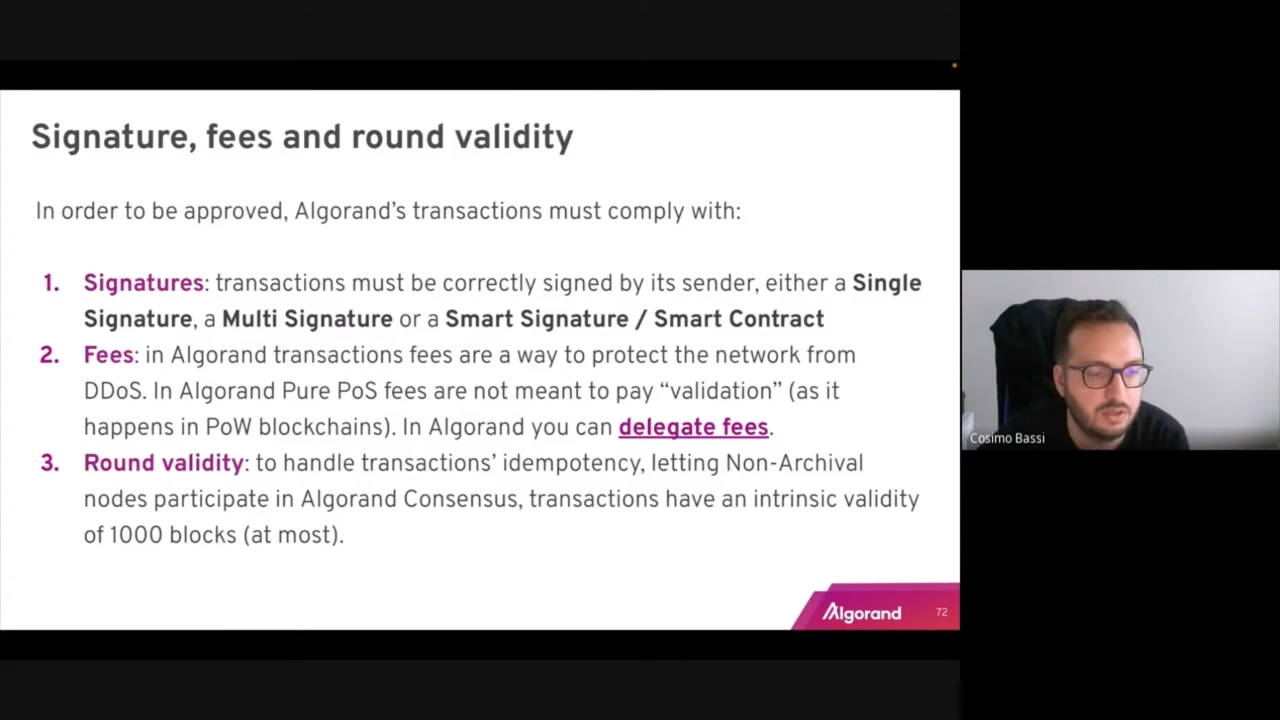 Signature, fees and round validity
In order to be approved, Algorand's transactions must comply with:
1. Signatures: transactions must be correctly signed by its sender, either a Single
Signature, a Multi Signature or a Smart Signature / Smart Contract
2. Fees: in Algorand transactions fees are a way to protect the network from
DDoS. In Algorand Pure PoS fees are not meant to pay “validation” (as it
happens in PoW blockchains). In Algorand you can delegate fees.
3. Round validity: to handle transactions' idempotency, letting Non-Archival
nodes participate in Algorand Consensus, transactions have an intrinsic validity
of 1000 blocks (at most).
Algorand 72
Cosimo Bassi